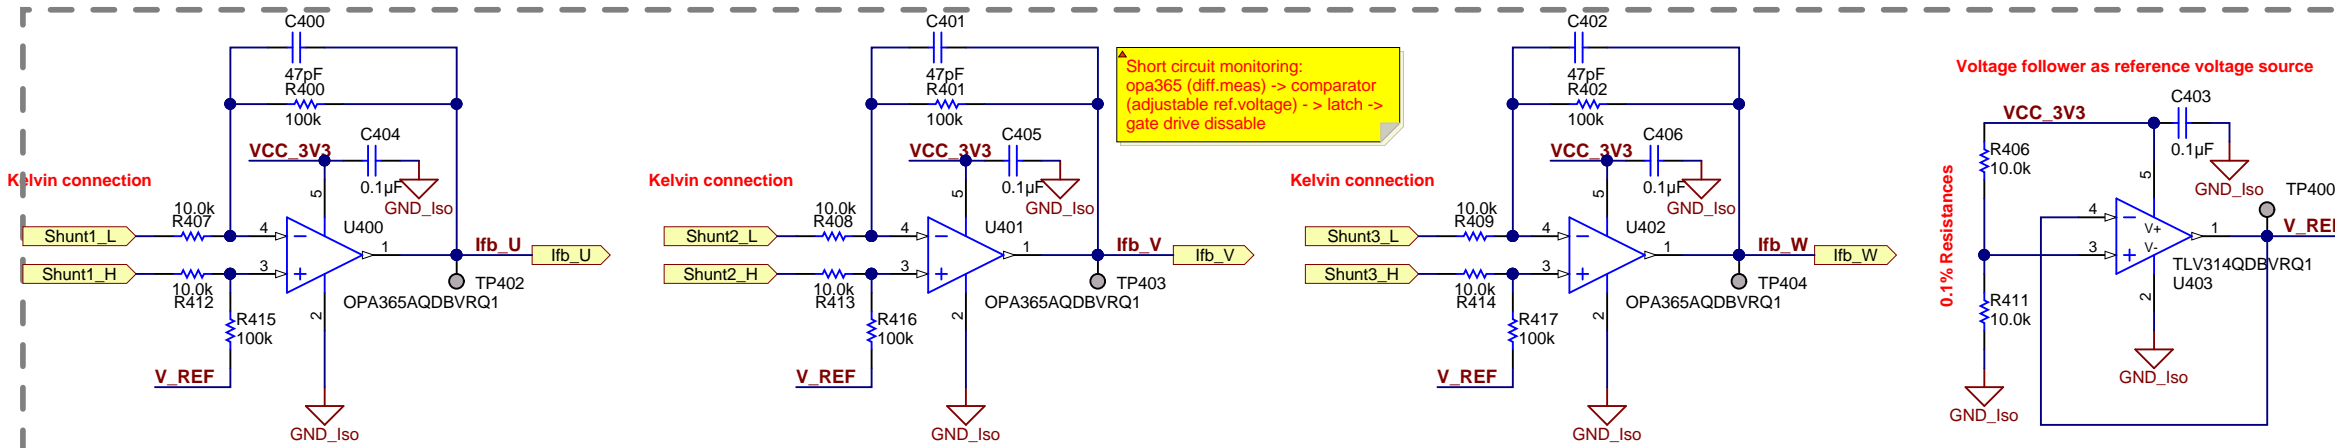 C400
47pF
R400
100k
C404
VCC_3V3
0.1µF
GND_Iso
Kelvin connection
10.0k
R407
Shunt1_L
Shunt1_H
10.0k
R412
4
3
5
2
1
U400
OPA365AQDBVRQ1
Ifb_U
Ifb_U
TP402
R415
100k
V_REF
GND_Iso
C401
47pF
R401
100k
C405
VCC_3V3
0.1µF
GND_Iso
Kelvin connection
10.0k
R408
Shunt2_L
Shunt2_H
10.0k
R413
4
3
5
2
1
U401
OPA365AQDBVRQ1
Ifb_V
Ifb_V
TP403
R416
100k
V_REF
GND_Iso
Short circuit monitoring:
opa365 (diff.meas) -> comparator
(adjustable ref.voltage) - > latch ->
gate drive dissable
C402
47pF
R402
100k
C406
VCC_3V3
0.1µF
GND_Iso
Kelvin connection
10.0k
R409
Shunt3_L
Shunt3_H
10.0k
R414
4
3
5
2
1
U402
OPA365AQDBVRQ1
Ifb_W
Ifb_W
TP404
R417
100k
V_REF
GND_Iso
Voltage follower as reference voltage source
VCC_3V3
C403
0.1µF
GND_Iso
R406
10.0k
0.1% Resistances
R411
10.0k
GND_Iso
4
3
5
2
1
V+
V-
TLV314QDBVRQ1
U403
GND_Iso
TP400
V_REF